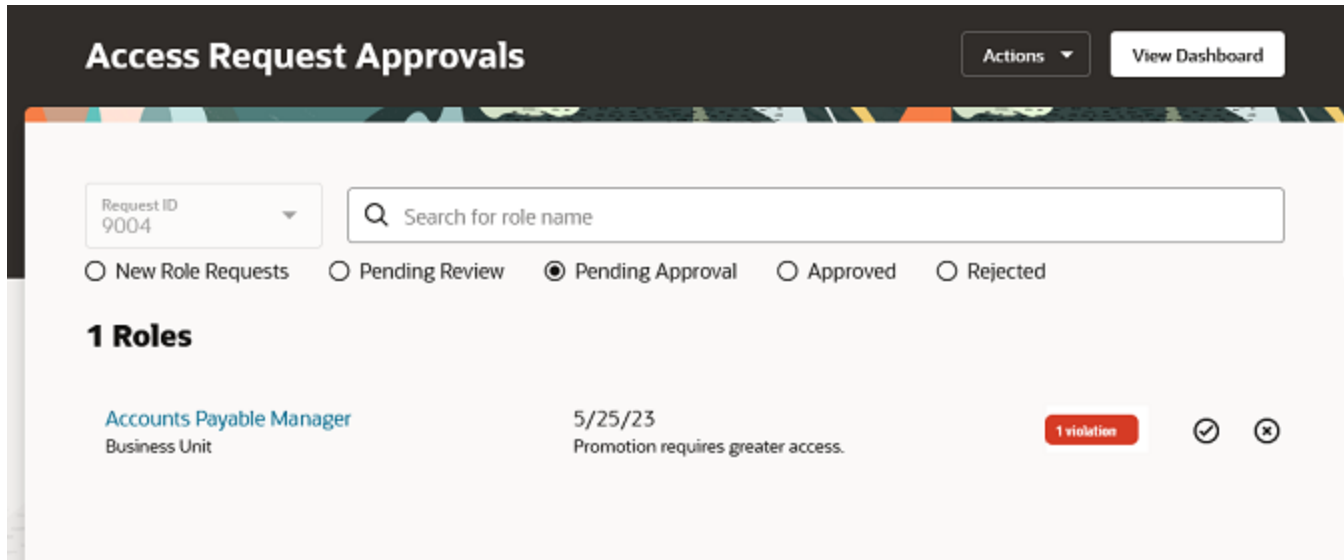 Access Request Approvals
Actions
View Dashboard
Request ID
9004
Search for role name
New Role Requests
Pending Review
Pending Approval
Approved
Rejected
1 Roles
Accounts Payable Manager
5/25/23
1 violation
Business Unit
Promotion requires greater access.